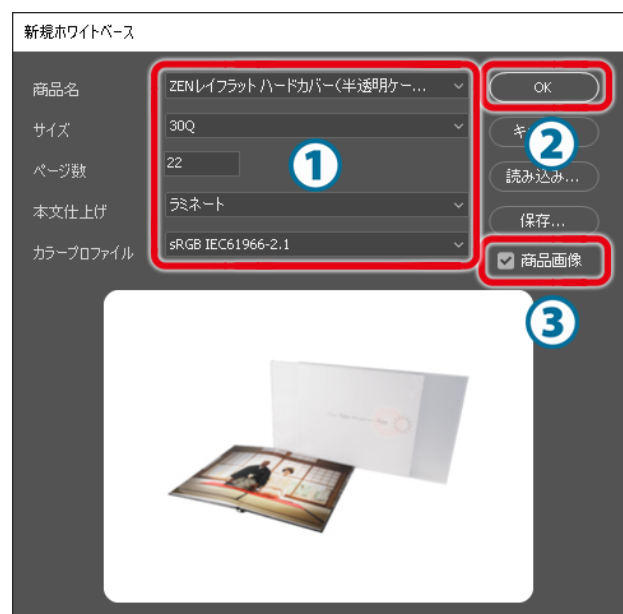 新規ホワイトベース
商品名 ZENレイフラット ハードカバー(半透明ケー... OK
サイズ 30Q
ページ数 22 ① ②
読み込み...
本文仕上げ ラミネート
保存...
カラープロファイル sRGB IEC61966-2.1
商品画像
③